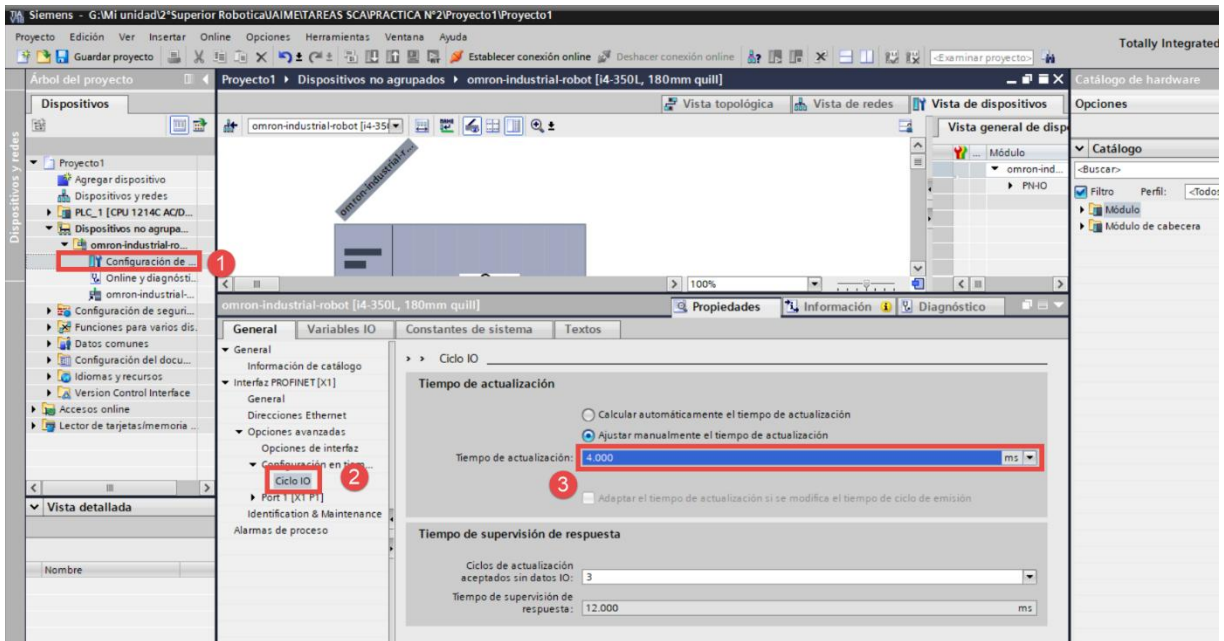 Siemens - G:\Mi unidad\2°Superior Robotica\JAIME\TAREAS SCA\PRACTICA Nº2\Proyecto1\Proyecto1
Proyecto Edición Ver Insertar Online Opciones Herramientas Ventana Ayuda
Totally Integrated
Guardar proyecto Establecer conexión online Deshacer conexión online <Examinar proyecto>
Árbol del proyecto
Proyecto1 ▸ Dispositivos no agrupados ▸ omron-industrial-robot [i4-350L, 180mm quill]
Catálogo de hardware
Dispositivos
Vista topológica Vista de redes Vista de dispositivos
Opciones
omron-industrial-robot [i4-35(
Vista general de disp
Dispositivos y redes
Proyecto1
Agregar dispositivo
Dispositivos y redes
PLC_1 [CPU 1214C AC/D...
Dispositivos no agrupa...
omron-industrial-ro...
Configuración de ...
1
Online y diagnósti...
omron-industrial-...
Configuración de seguri...
Funciones para varios dis.
Datos comunes
Configuración del docu...
Idiomas y recursos
Version Control Interface
Accesos online
Lector de tarjetas/memoria ...
omron-industrial-r...
... Módulo
omron-ind...
PN-IO
Catálogo
<Buscar>
Filtro Perfil: <Todos
Módulo
Módulo de cabecera
100%
omron-industrial-robot [i4-350L, 180mm quill]
Propiedades Información Diagnóstico
General Variables IO Constantes de sistema Textos
General
Información de catálogo
Interfaz PROFINET [X1]
General
Direcciones Ethernet
Opciones avanzadas
Opciones de interfaz
Configuración en tiem...
Ciclo IO
2
Port 1 [X1 P1]
Identification & Maintenance
Alarmas de proceso
> > Ciclo IO
Tiempo de actualización
Calcular automáticamente el tiempo de actualización
Ajustar manualmente el tiempo de actualización
Tiempo de actualización: 4.000 ms
3
Adaptar el tiempo de actualización si se modifica el tiempo de ciclo de emisión
Tiempo de supervisión de respuesta
Ciclos de actualización
aceptados sin datos IO: 3
Tiempo de supervisión de
respuesta: 12.000 ms
Vista detallada
Nombre